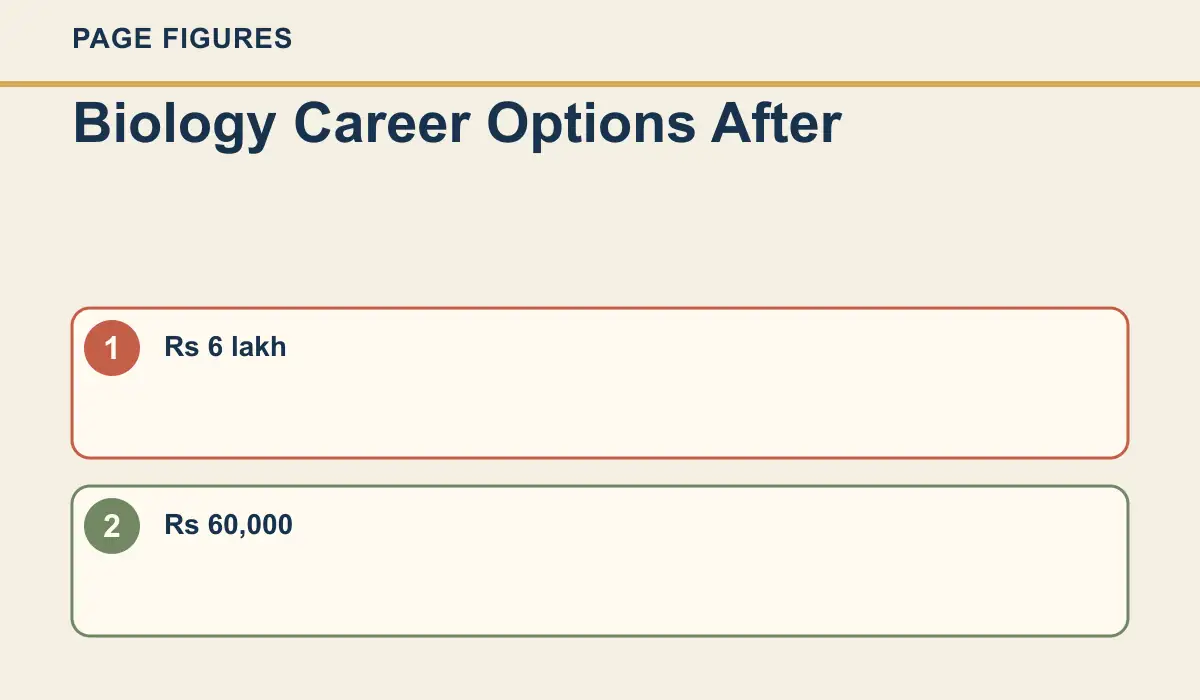 PAGE FIGURES
Biology Career Options After
1
Rs 6 lakh
2
Rs 60,000